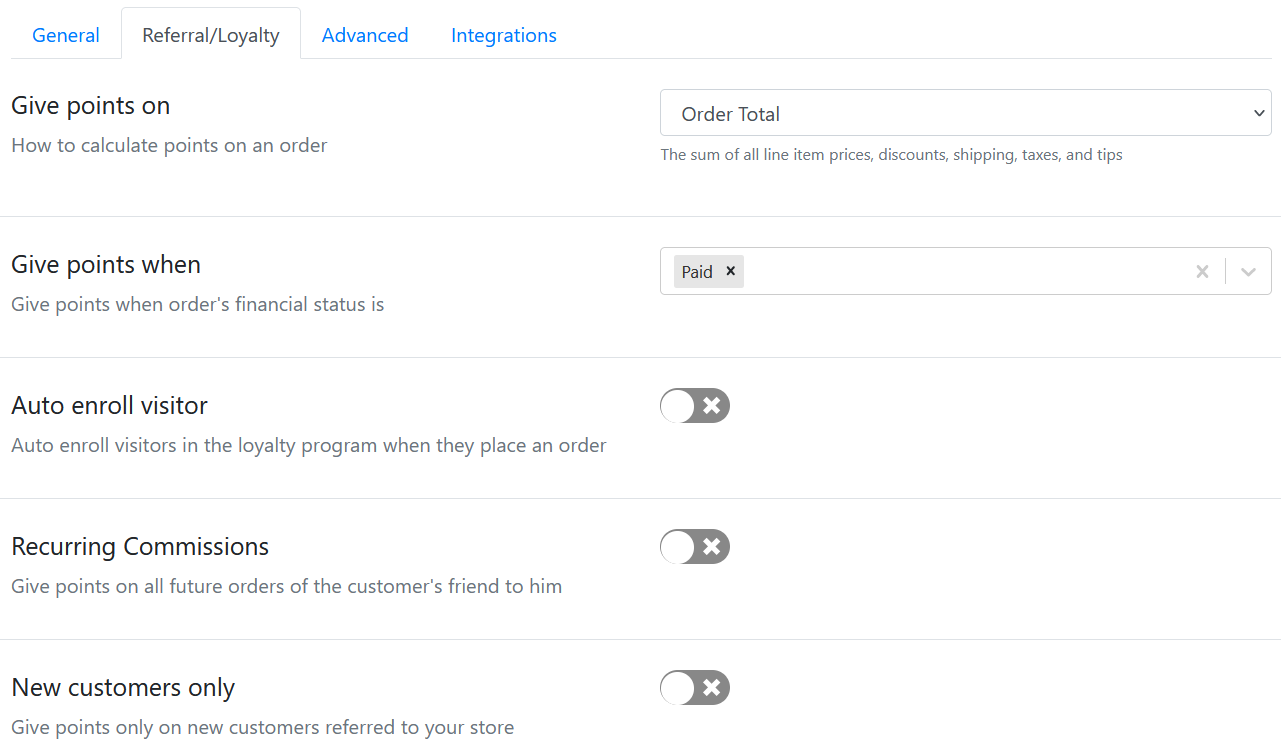 General Referral/Loyalty Advanced Integrations
Give points on
Order Total
How to calculate points on an order
The sum of all line item prices, discounts, shipping, taxes, and tips
Give points when
Paid
Give points when order's financial status is
Auto enroll visitor
Auto enroll visitors in the loyalty program when they place an order
Recurring Commissions
Give points on all future orders of the customer's friend to him
New customers only
Give points only on new customers referred to your store